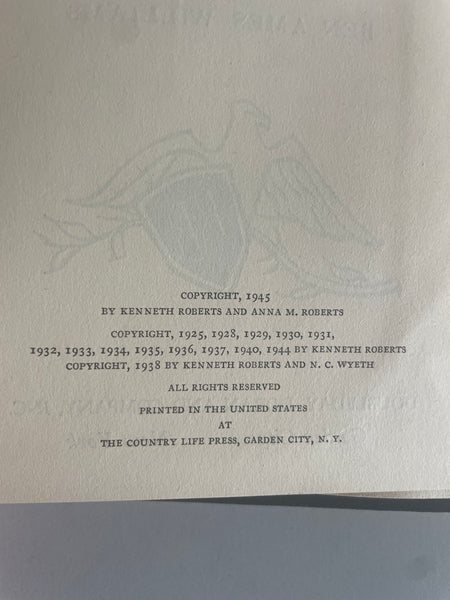 COPYRIGHT, 1945
BY KENNETH ROBERTS AND ANNA M. ROBERTS
COPYRIGHT, 1925, 1928, 1929, 1930, 1931,
1932, 1933, 1934, 1935, 1936, 1937, 1940, 1944 BY KENNETH ROBERTS
COPYRIGHT, 1938 BY KENNETH ROBERTS AND N. C. WYETH
ALL RIGHTS RESERVED
PRINTED IN THE UNITED STATES
AT
THE COUNTRY LIFE PRESS, GARDEN CITY, N. Y.